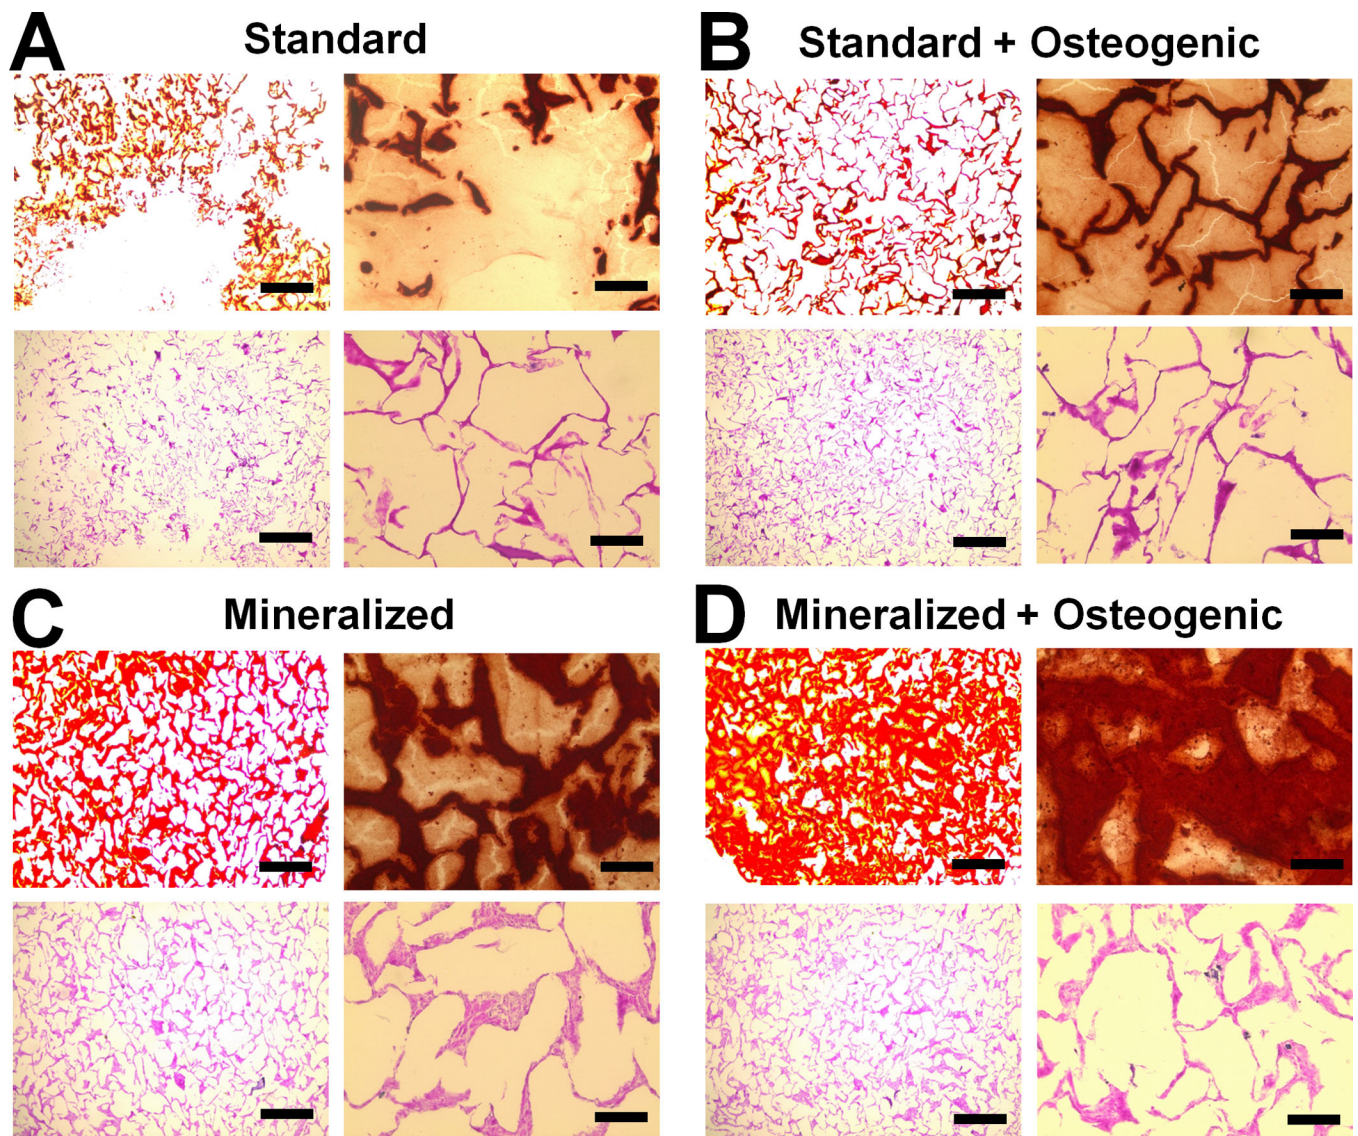 A Standard
B Standard + Osteogenic
C Mineralized
D Mineralized + Osteogenic